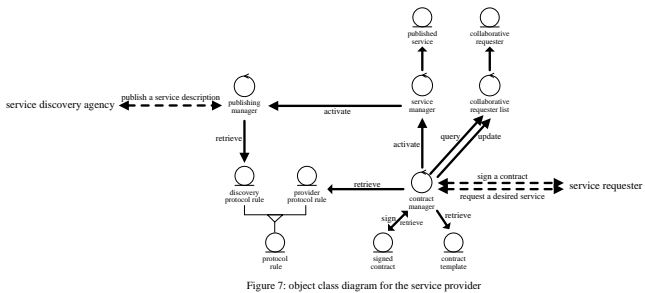 published
service
collaborative
requester
service discovery agency
publish a service description
publishing
manager
activate
service
manager
collaborative
requester list
retrieve
activate
query
update
discovery
protocol rule
provider
protocol rule
retrieve
contract
manager
sign a contract
request a desired service
service requester
sign
retrieve
retrieve
protocol
rule
signed
contract
contract
template
Figure 7: object class diagram for the service provider